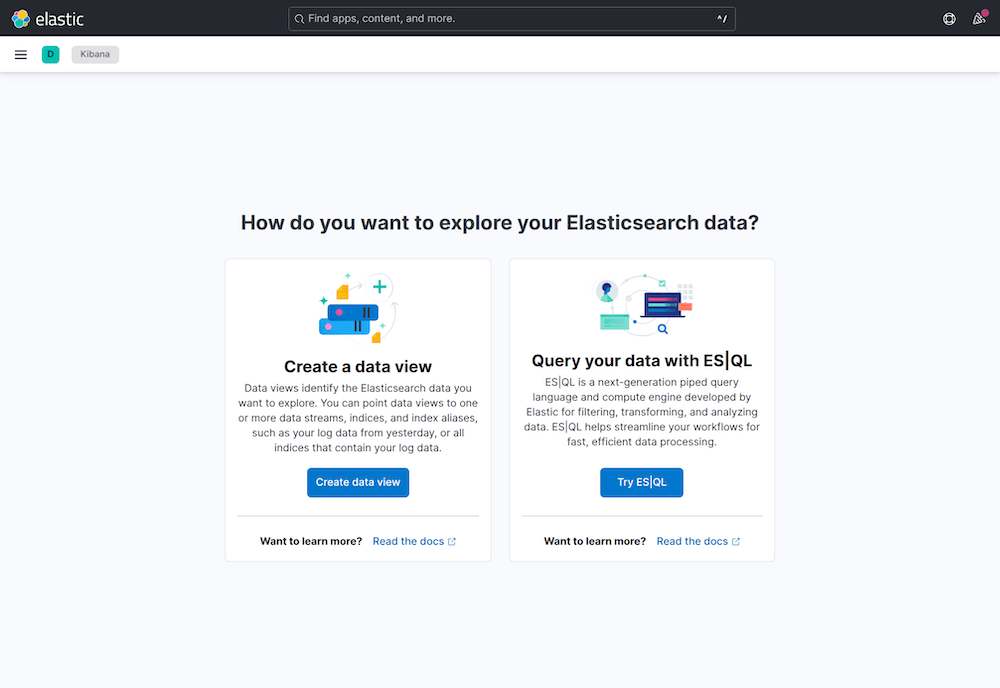 elastic
Find apps, content, and more.
^/
D
Kibana
How do you want to explore your Elasticsearch data?
Create a data view
Data views identify the Elasticsearch data you
want to explore. You can point data views to one
or more data streams, indices, and index aliases,
such as your log data from yesterday, or all
indices that contain your log data.
Create data view
Want to learn more? Read the docs
Query your data with ES|QL
ES|QL is a next-generation piped query
language and compute engine developed by
Elastic for filtering, transforming, and analyzing
data. ES|QL helps streamline your workflows for
fast, efficient data processing.
Try ES|QL
Want to learn more? Read the docs